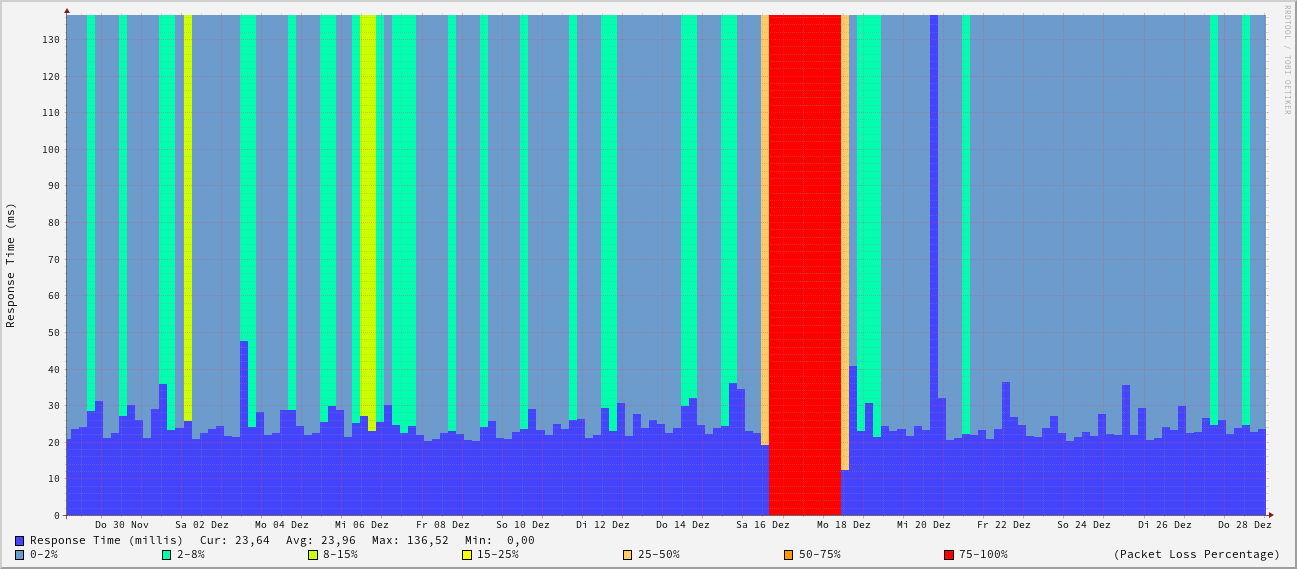 RRDTOOL / TOBI OETIKER
Response Time (ms)
130
120
110
100
90
80
70
60
50
40
30
20
10
0
Do 30 Nov Sa 02 Dez Mo 04 Dez Mi 06 Dez Fr 08 Dez So 10 Dez Di 12 Dez Do 14 Dez Sa 16 Dez Mo 18 Dez Mi 20 Dez Fr 22 Dez So 24 Dez Di 26 Dez Do 28 Dez
Response Time (millis) Cur: 23,64 Avg: 23,96 Max: 136,52 Min: 0,00
0-2% 2-8% 8-15% 15-25% 25-50% 50-75% 75-100% (Packet Loss Percentage)